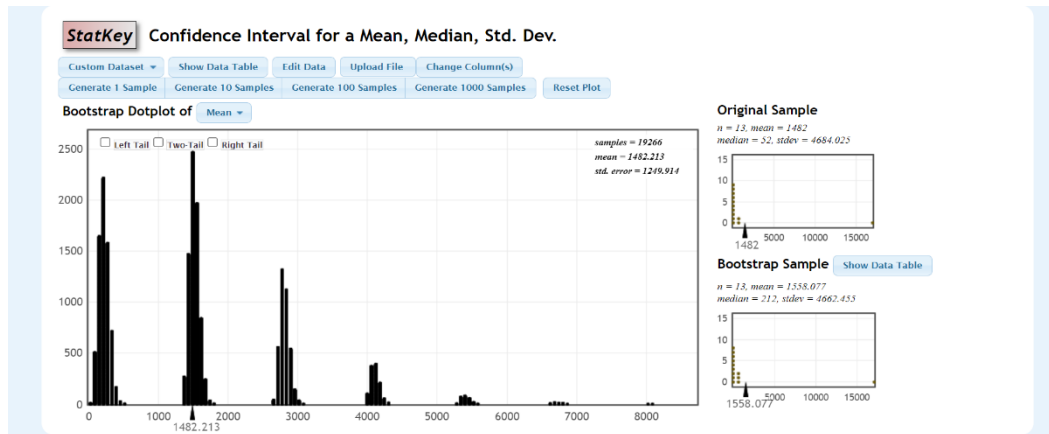 StatKey Confidence Interval for a Mean, Median, Std. Dev.
Custom Dataset Show Data Table Edit Data Upload File Change Column(s)
Generate 1 Sample Generate 10 Samples Generate 100 Samples Generate 1000 Samples Reset Plot
Bootstrap Dotplot of Mean
Left Tail Two-Tail Right Tail
samples = 19266
mean = 1482.213
std. error = 1249.914
2500
2000
1500
1000
500
0
0 1000 2000 3000 4000 5000 6000 7000 8000
1482.213
Original Sample
n = 13, mean = 1482
median = 52, stdev = 4684.025
15
10
5
0
5000 10000 15000
1482
Bootstrap Sample Show Data Table
n = 13, mean = 1558.077
median = 212, stdev = 4662.455
15
10
5
0
5000 10000 15000
1558.077